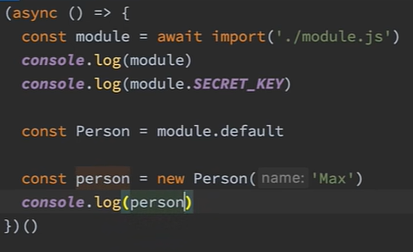 (async () => {
const module = await import('./module.js')
console.log(module)
console.log(module.SECRET_KEY)
const Person = module.default
const person = new Person( name: 'Max')
console.log(person)
})()